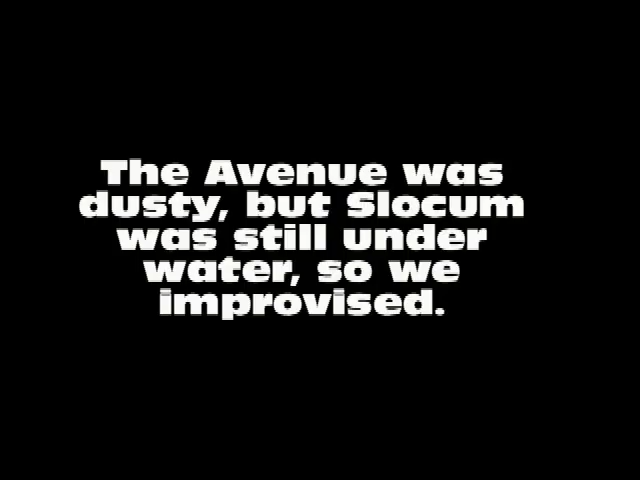 The Avenue was
dusty, but Slocum
was still under
water, so we
improvised.